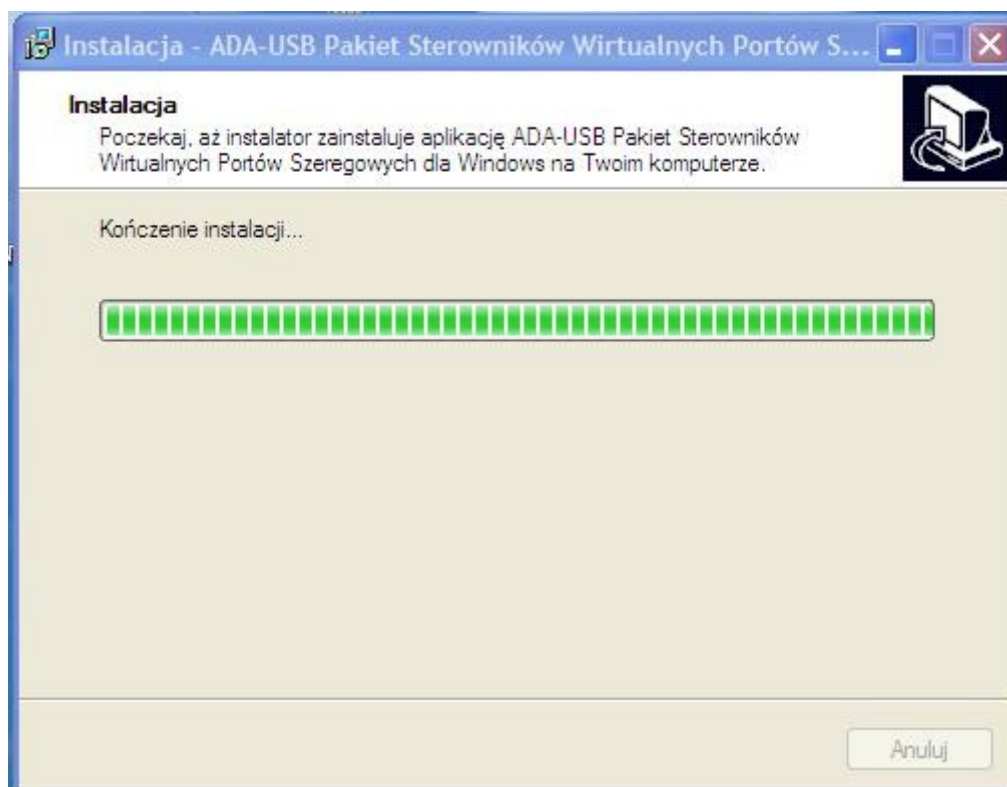 Instalacja - ADA-USB Pakiet Sterowników Wirtualnych Portów S...
Instalacja
Poczekaj, aż instalator zainstaluje aplikację ADA-USB Pakiet Sterowników
Wirtualnych Portów Szeregowych dla Windows na Twoim komputerze.
Kończenie instalacji...
Anuluj